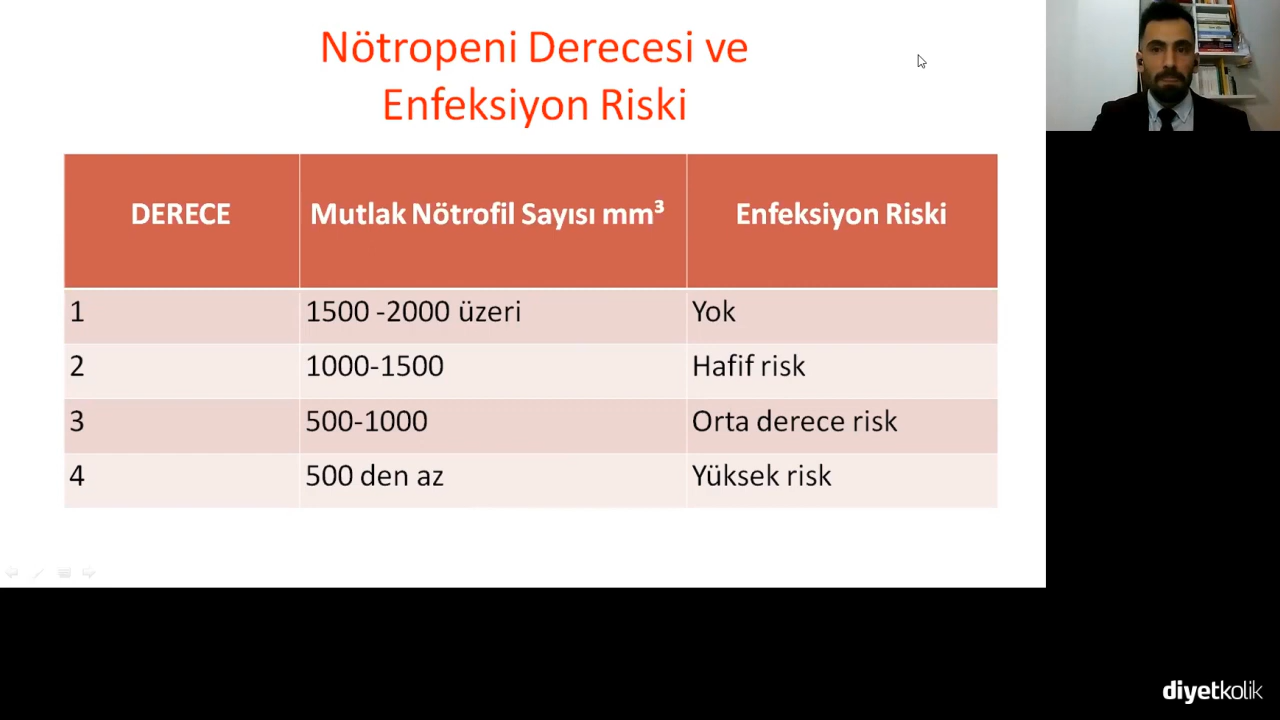 Nötropeni Derecesi ve
Enfeksiyon Riski
DERECE Mutlak Nötrofil Sayısı mm³ Enfeksiyon Riski
1 1500 -2000 üzeri Yok
2 1000-1500 Hafif risk
3 500-1000 Orta derece risk
4 500 den az Yüksek risk
diyetkolik